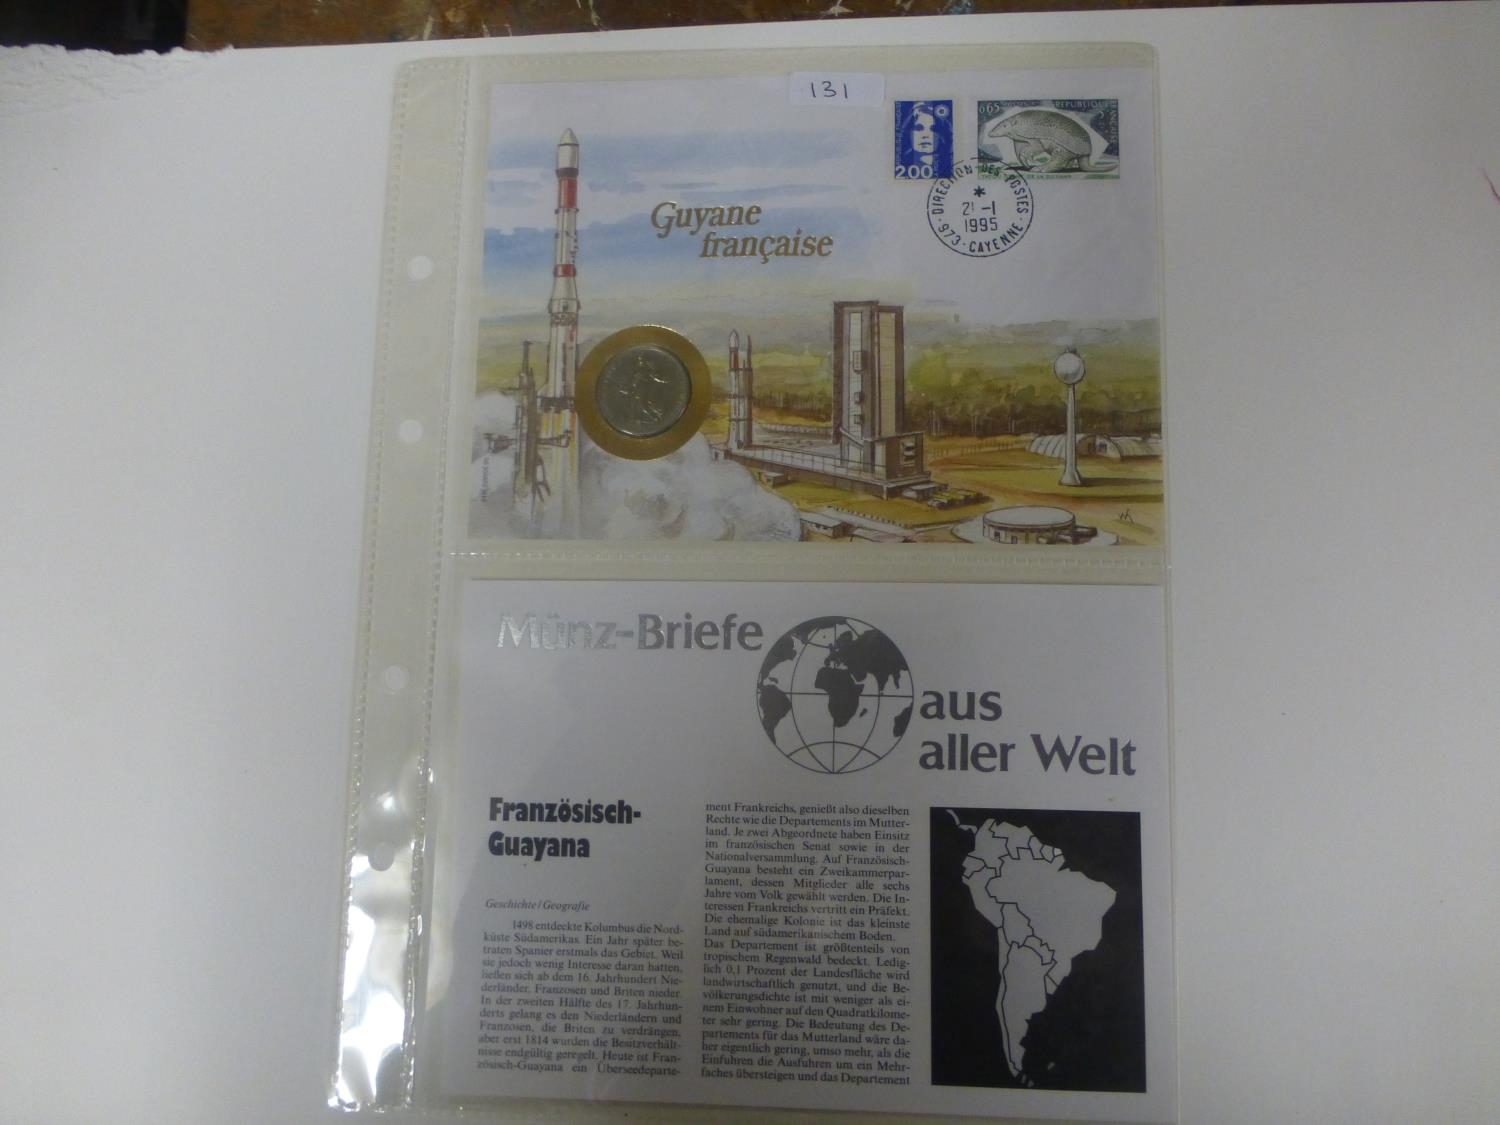 131
REPUBLIQUE FRANÇAISE
2.00
0.65 POSTES REPUBLIQUE
FRANÇAISE
Guyane
française
DIRECTION DES POSTES
21 -1
1995
973 - CAYENNE
Münz-Briefe
aus
aller Welt
Französisch-
Guayana
Geschichte/Geografie
1498 entdeckte Kolumbus die Nord-
küste Südamerikas. Ein Jahr später be-
traten Spanier erstmals das Gebiet. Weil
sie jedoch wenig Interesse daran hatten,
ließen sich ab dem 16. Jahrhundert Nie-
derländer, Franzosen und Briten nieder.
In der zweiten Hälfte des 17. Jahrhun-
derts gelang es den Niederländern und
Franzosen, die Briten zu verdrängen,
aber erst 1814 wurden die Besitzverhält-
nisse endgültig geregelt. Heute ist Fran-
zösisch-Guayana ein Überseedeparte-
ment Frankreichs, genießt also dieselben
Rechte wie die Departements im Mutter-
land. Je zwei Abgeordnete haben Einsitz
im französischen Senat sowie in der
Nationalversammlung. Auf Französisch-
Guayana besteht ein Zweikammerpar-
lament, dessen Mitglieder alle sechs
Jahre vom Volk gewählt werden. Die In-
teressen Frankreichs vertritt ein Präfekt.
Die ehemalige Kolonie ist das kleinste
Land auf südamerikanischem Boden.
Das Departement ist größtenteils von
tropischem Regenwald bedeckt. Ledig-
lich 0,1 Prozent der Landesfläche wird
landwirtschaftlich genutzt, und die Be-
völkerungsdichte ist mit weniger als ei-
nem Einwohner auf den Quadratkilome-
ter sehr gering. Die Bedeutung des De-
partements für das Mutterland wäre da-
her eigentlich gering, umso mehr, als die
Einfuhren die Ausfuhren um ein Mehr-
faches übersteigen und das Departement